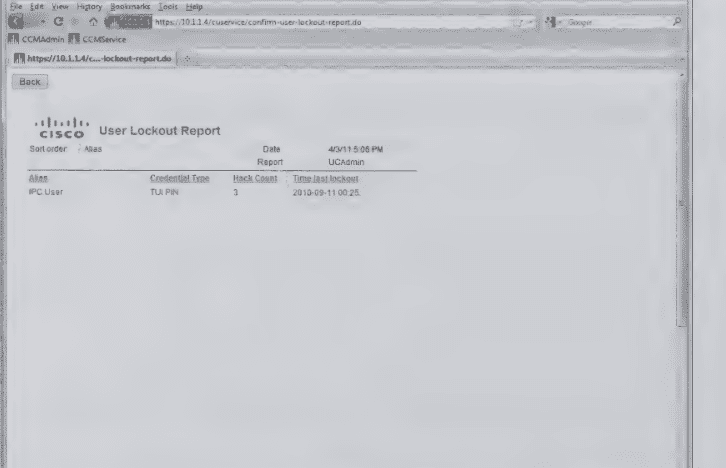 File Edit View History Bookmarks Tools Help
https://10.1.1.4/cuservice/confirm-user-lockout-report.do
Google
CCMAdmin CCMService
https://10.1.1.4/c...-lockout-report.do
Back
CISCO User Lockout Report
Sort order: Alias Date 4/3/11 5:05 PM
Report UCAdmin
Alias Credential Type Hack Count Time last lockout
IPC User TUI PIN 3 2010-09-11 00:25